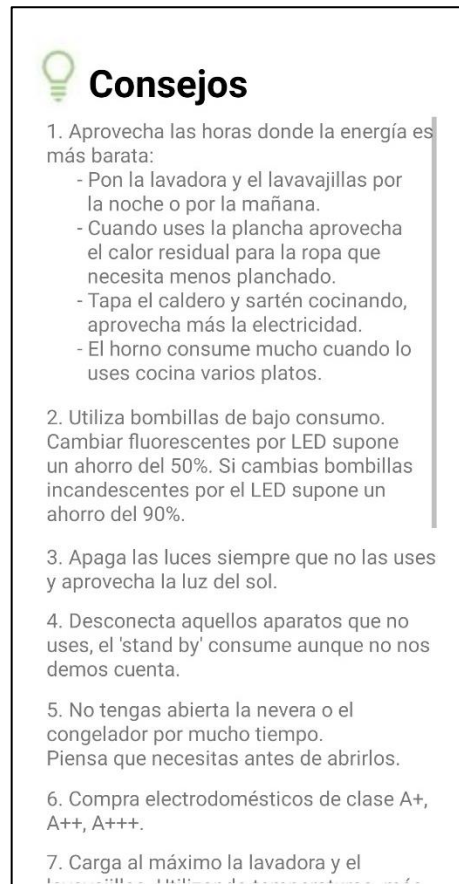 Consejos
1. Aprovecha las horas donde la energía es
más barata:
- Pon la lavadora y el lavavajillas por
la noche o por la mañana.
- Cuando uses la plancha aprovecha
el calor residual para la ropa que
necesita menos planchado.
- Tapa el caldero y sartén cocinando,
aprovecha más la electricidad.
- El horno consume mucho cuando lo
uses cocina varios platos.
2. Utiliza bombillas de bajo consumo.
Cambiar fluorescentes por LED supone
un ahorro del 50%. Si cambias bombillas
incandescentes por el LED supone un
ahorro del 90%.
3. Apaga las luces siempre que no las uses
y aprovecha la luz del sol.
4. Desconecta aquellos aparatos que no
uses, el 'stand by' consume aunque no nos
demos cuenta.
5. No tengas abierta la nevera o el
congelador por mucho tiempo.
Piensa que necesitas antes de abrirlos.
6. Compra electrodomésticos de clase A+,
A++, A+++.
7. Carga al máximo la lavadora y el